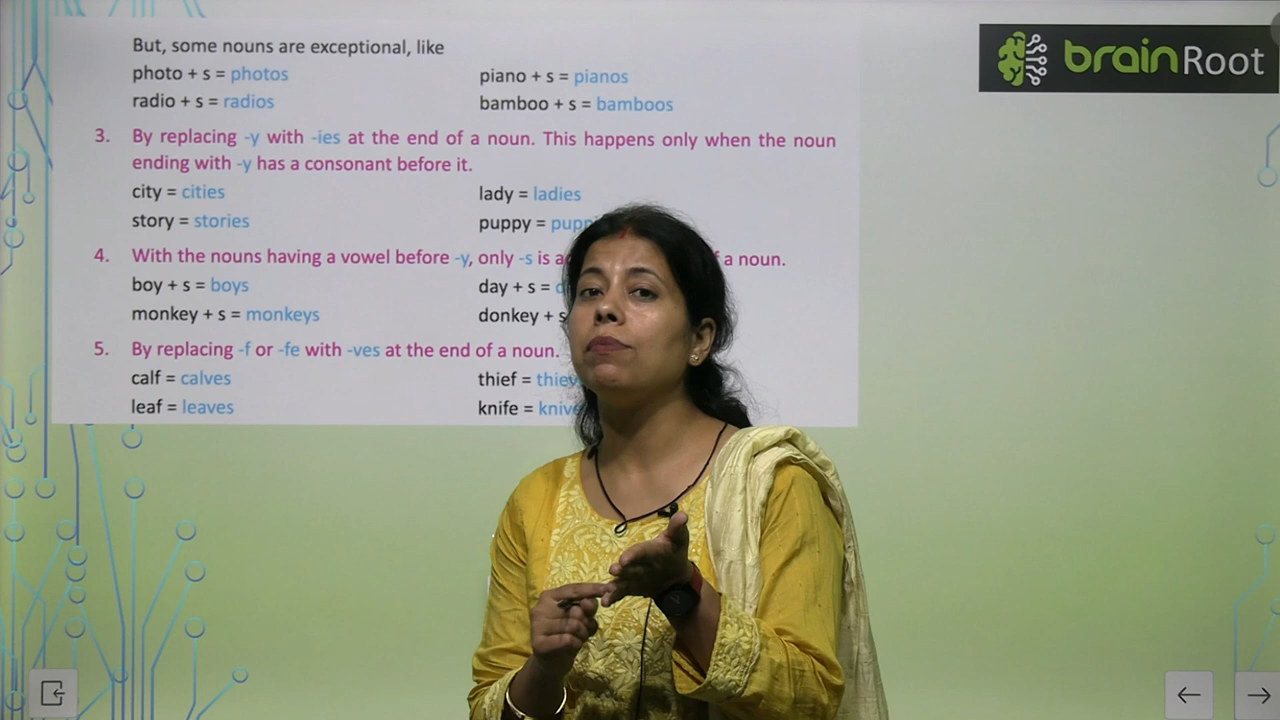 But, some nouns are exceptional, like
photo + s = photos piano + s = pianos
radio + s = radios bamboo + s = bamboos
3. By replacing -y with -ies at the end of a noun. This happens only when the noun
ending with -y has a consonant before it.
city = cities lady = ladies
story = stories puppy =
4. With the nouns having a vowel before -y, only -s is a noun.
boy + s = boys day + s =
monkey + s = monkeys donkey + s
5. By replacing -f or -fe with -ves at the end of a noun.
calf = calves thief =
leaf = leaves knife =
brainRoot